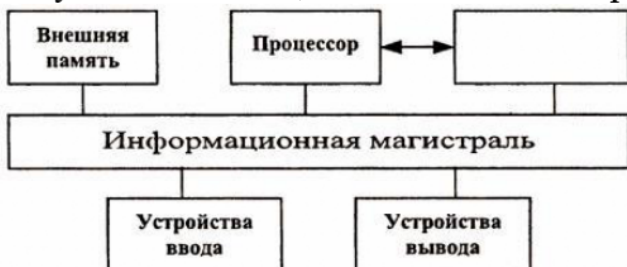 Внешняя
память
Процессор
Информационная магистраль
Устройства
ввода
Устройства
вывода